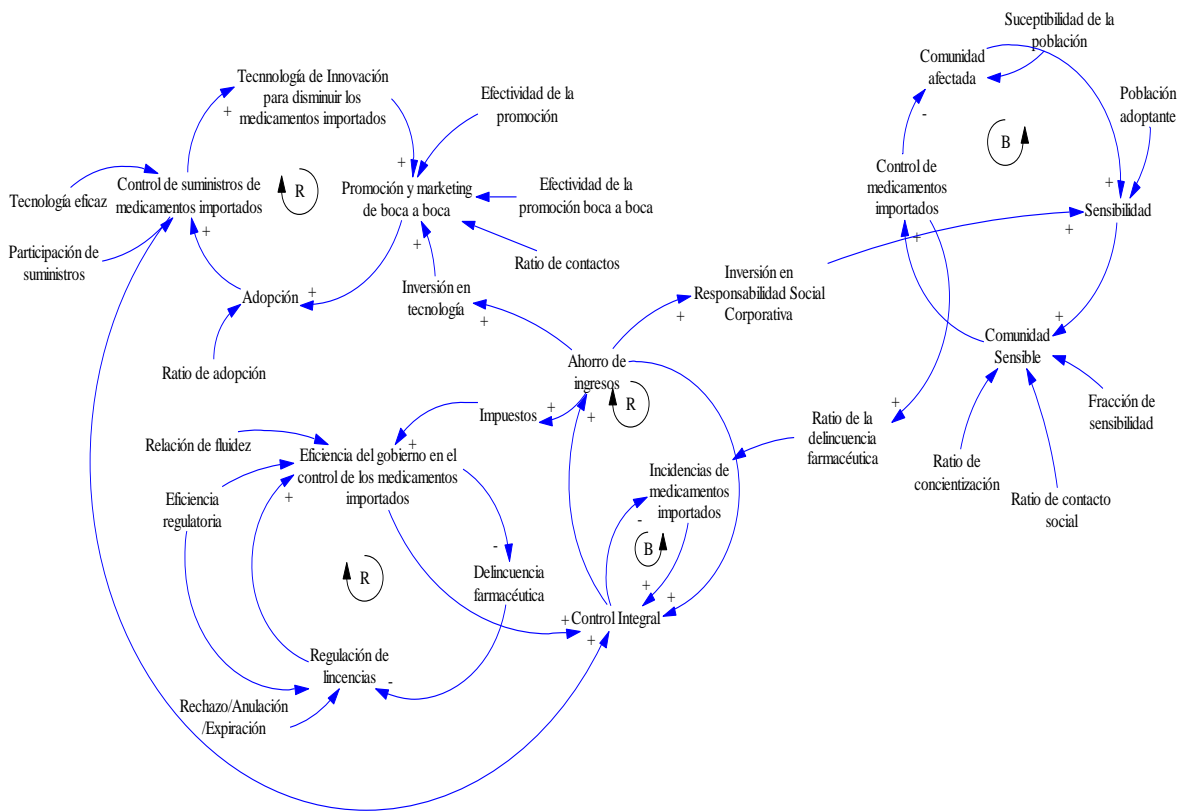 Suceptibilidad de la
población
Comunidad
afectada
Tecnnología de Innovación
para disminuir los
medicamentos importados
Efectividad de la
promoción
Población
adoptante
+
+
-
B
Control de
medicamentos
importados
Tecnología eficaz
Control de suministros de
medicamentos importados
R
Promoción y marketing
de boca a boca
Efectividad de la
promoción boca a boca
+
Sensibilidad
+
+
+
+
+
Participación de
suministros
Ratio de contactos
Inversión en
tecnología
+
Inversión en
Responsabilidad Social
Corporativa
+
Adopción
+
+
Comunidad
Sensible
Ratio de adopción
Ahorro de
ingresos
R
Fracción de
sensibilidad
Impuestos
+
+
+
Ratio de la
delincuencia
farmacéutica
Relación de fluidez
+
Eficiencia del gobierno en el
control de los medicamentos
importados
+
Incidencias de
medicamentos
importados
Ratio de
concientización
Ratio de contacto
social
Eficiencia
regulatoria
-
-
B
R
Delincuencia
farmacéutica
+
+
+
Control Integral
+
Regulación de
lincencias
-
Rechazo/Anulación
/Expiración